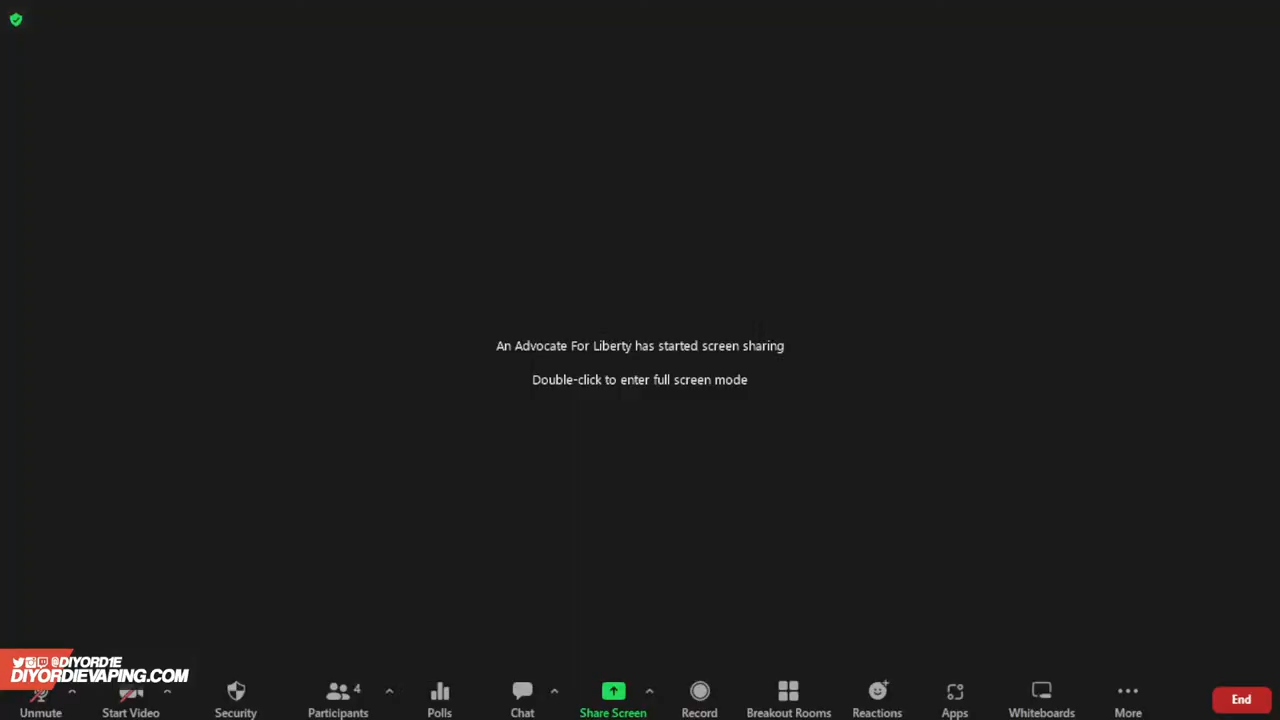 An Advocate For Liberty has started screen sharing
Double-click to enter full screen mode
@DIYORD1E
DIYORDIEVAPING.COM
Unmute
Start Video
Security
Participants
4
Polls
Chat
Share Screen
Record
Breakout Rooms
Reactions
Apps
Whiteboards
More
End